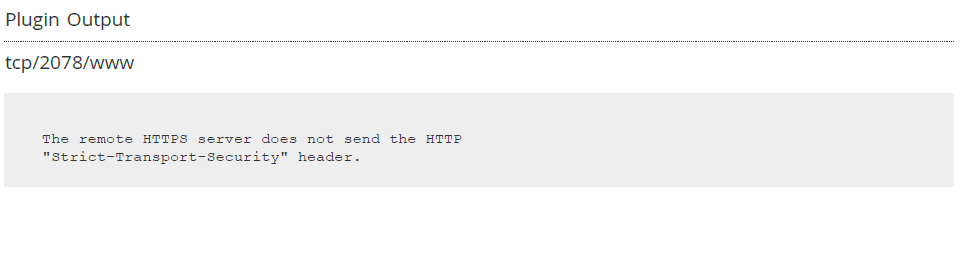 Plugin Output
tcp/2078/www
The remote HTTPS server does not send the HTTP
"Strict-Transport-Security" header.